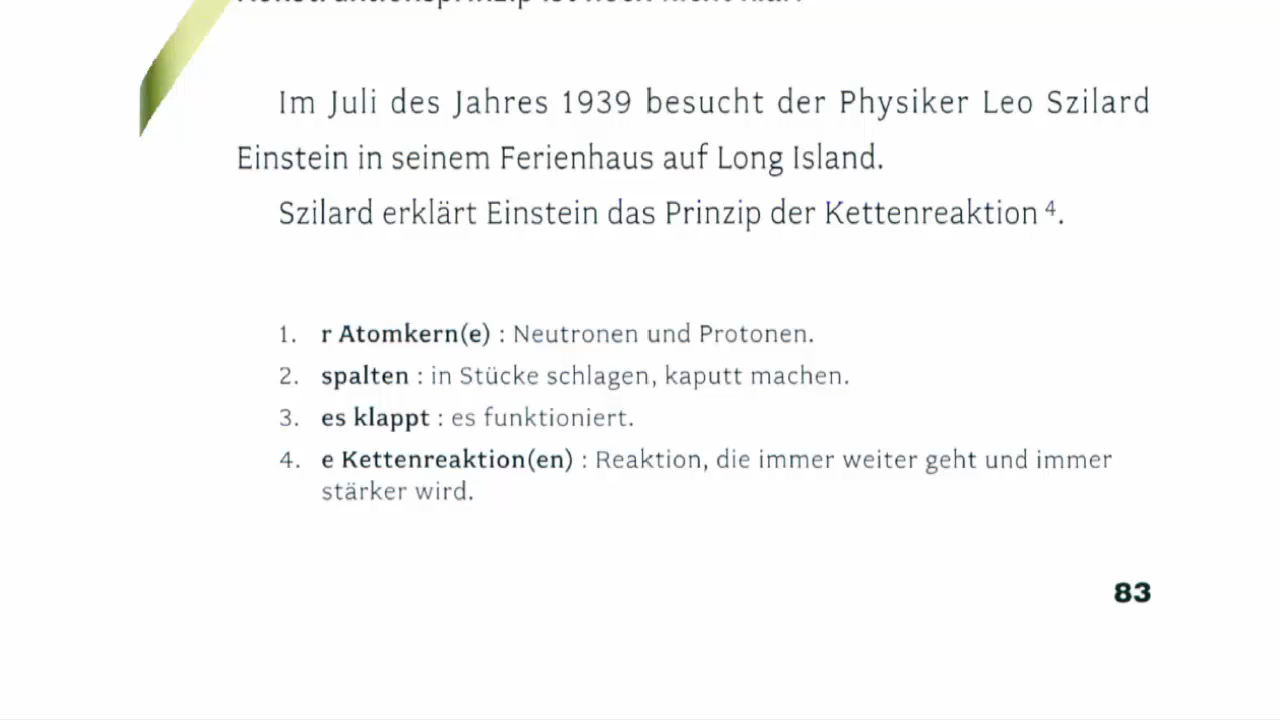 Im Juli des Jahres 1939 besucht der Physiker Leo Szilard
Einstein in seinem Ferienhaus auf Long Island.
Szilard erklärt Einstein das Prinzip der Kettenreaktion ⁴.
1. r Atomkern(e) : Neutronen und Protonen.
2. spalten : in Stücke schlagen, kaputt machen.
3. es klappt : es funktioniert.
4. e Kettenreaktion(en) : Reaktion, die immer weiter geht und immer
stärker wird.
83